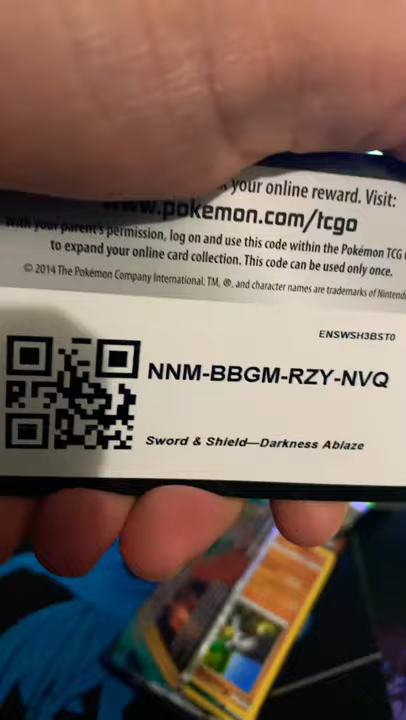 your online reward. Visit:
www.pokemon.com/tcgo
With your parent's permission, log on and use this code within the Pokémon TCG
to expand your online card collection. This code can be used only once.
© 2014 The Pokémon Company International. TM, ®, and character names are trademarks of Nintendo
ENSWSH3BST0
NNM-BBGM-RZY-NVQ
Sword & Shield—Darkness Ablaze